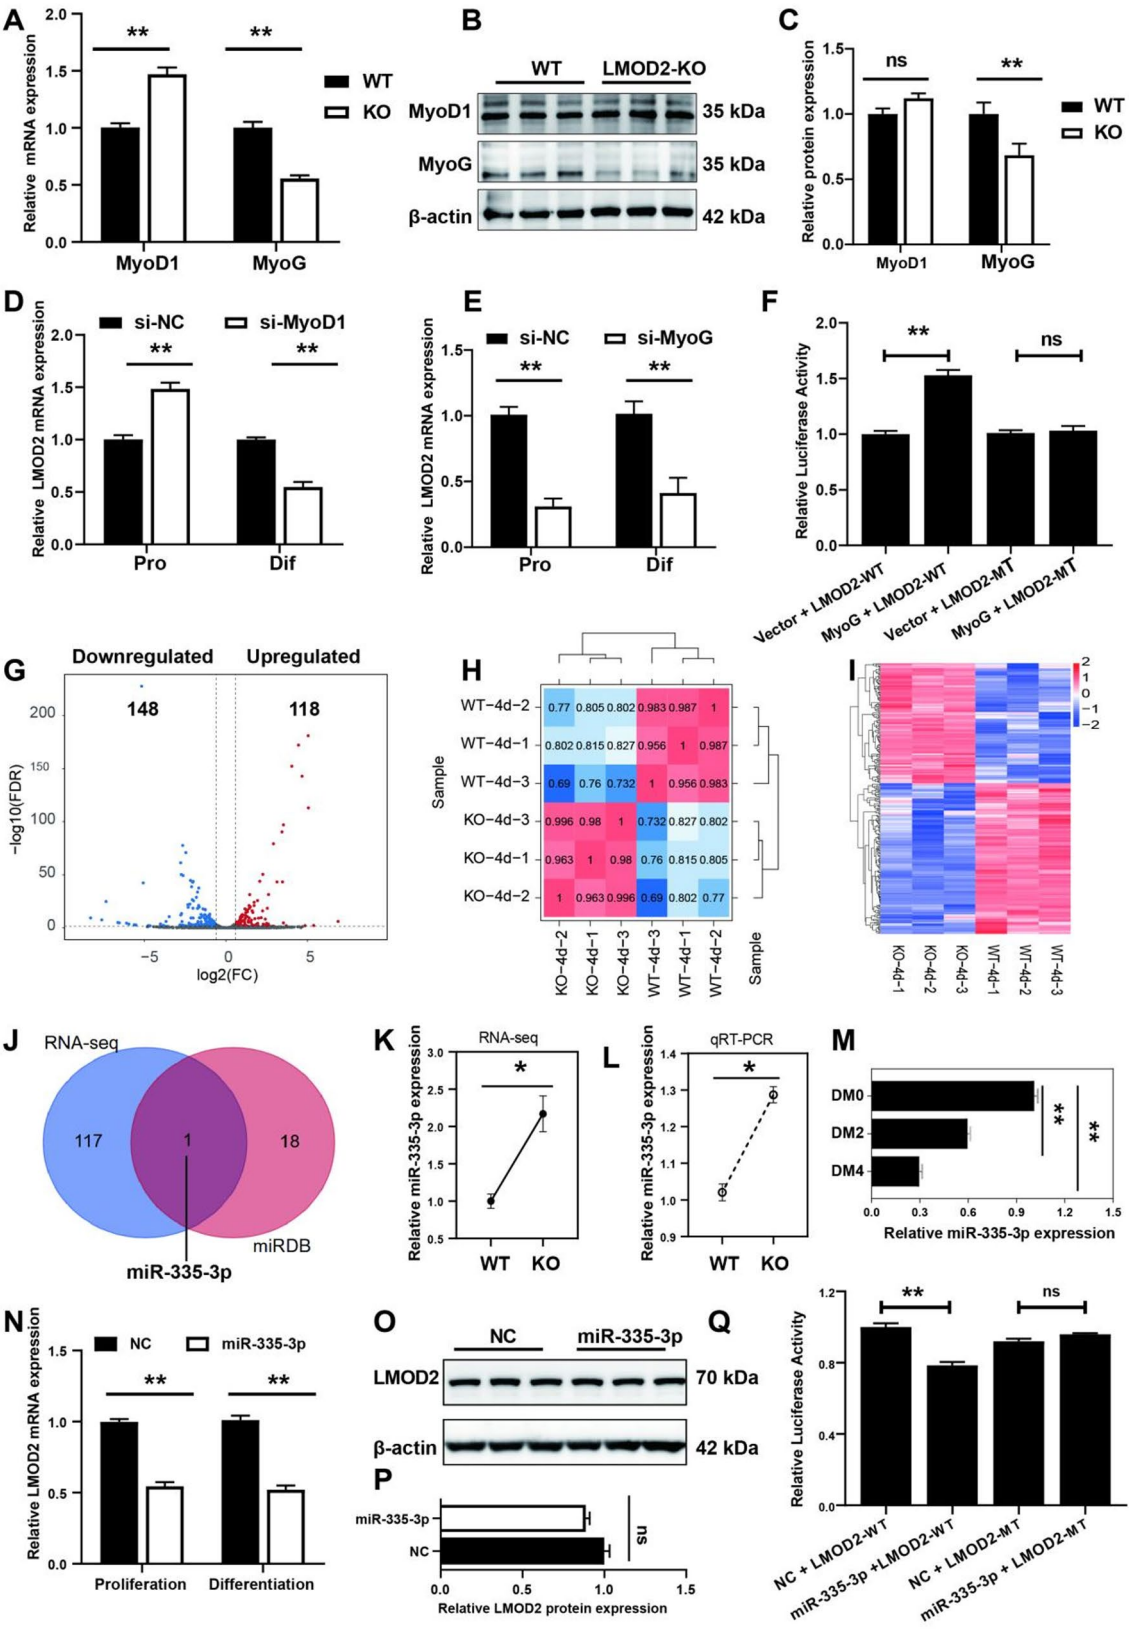 A
Relative mRNA expression
2.0
1.5
1.0
0.5
0.0
**
**
MyoD1
MyoG
WT
KO
B
WT
LMOD2-KO
MyoD1
35 kDa
MyoG
35 kDa
β-actin
42 kDa
C
Relative protein expression
1.5
1.0
0.5
0.0
ns
**
MyoD1
MyoG
WT
KO
D
si-NC
si-MyoD1
Relative LMOD2 mRNA expression
2.0
1.5
1.0
0.5
0.0
**
**
Pro
Dif
E
si-NC
si-MyoG
Relative LMOD2 mRNA expression
1.5
1.0
0.5
0.0
**
**
Pro
Dif
F
Relative Luciferase Activity
2.0
1.5
1.0
0.5
0.0
**
ns
Vector + LMOD2-WT
MyoG + LMOD2-WT
Vector + LMOD2-MT
MyoG + LMOD2-MT
G
Downregulated
Upregulated
148
118
−log10(FDR)
200
150
100
50
0
−5
0
5
log2(FC)
H
Sample
WT−4d−2
0.77 0.805 0.802 0.983 0.987 1
WT−4d−1
0.802 0.815 0.827 0.956 1 0.987
WT−4d−3
0.69 0.76 0.732 1 0.956 0.983
KO−4d−3
0.996 0.98 1 0.732 0.827 0.802
KO−4d−1
0.963 1 0.98 0.76 0.815 0.805
KO−4d−2
1 0.963 0.996 0.69 0.802 0.77
KO−4d−2
KO−4d−1
KO−4d−3
WT−4d−3
WT−4d−1
WT−4d−2
Sample
I
2
1
0
−1
−2
KO-4d-1
KO-4d-2
KO-4d-3
WT-4d-1
WT-4d-2
WT-4d-3
J
RNA-seq
117
1
18
miRDB
miR-335-3p
K
RNA-seq
Relative miR-335-3p expression
3.0
2.5
2.0
1.5
1.0
0.5
*
WT
KO
L
qRT-PCR
Relative miR-335-3p expression
1.4
1.3
1.2
1.1
1.0
0.9
*
WT
KO
M
DM0
DM2
DM4
**
**
0.0 0.3 0.6 0.9 1.2 1.5
Relative miR-335-3p expression
N
NC
miR-335-3p
Relative LMOD2 mRNA expression
1.5
1.0
0.5
0.0
**
**
Proliferation
Differentiation
O
NC
miR-335-3p
LMOD2
70 kDa
β-actin
42 kDa
P
miR-335-3p
NC
ns
0.0 0.5 1.0 1.5
Relative LMOD2 protein expression
Q
Relative Luciferase Activity
1.2
0.8
0.4
0.0
**
ns
NC + LMOD2-WT
miR-335-3p +LMOD2-WT
NC + LMOD2-MT
miR-335-3p + LMOD2-MT